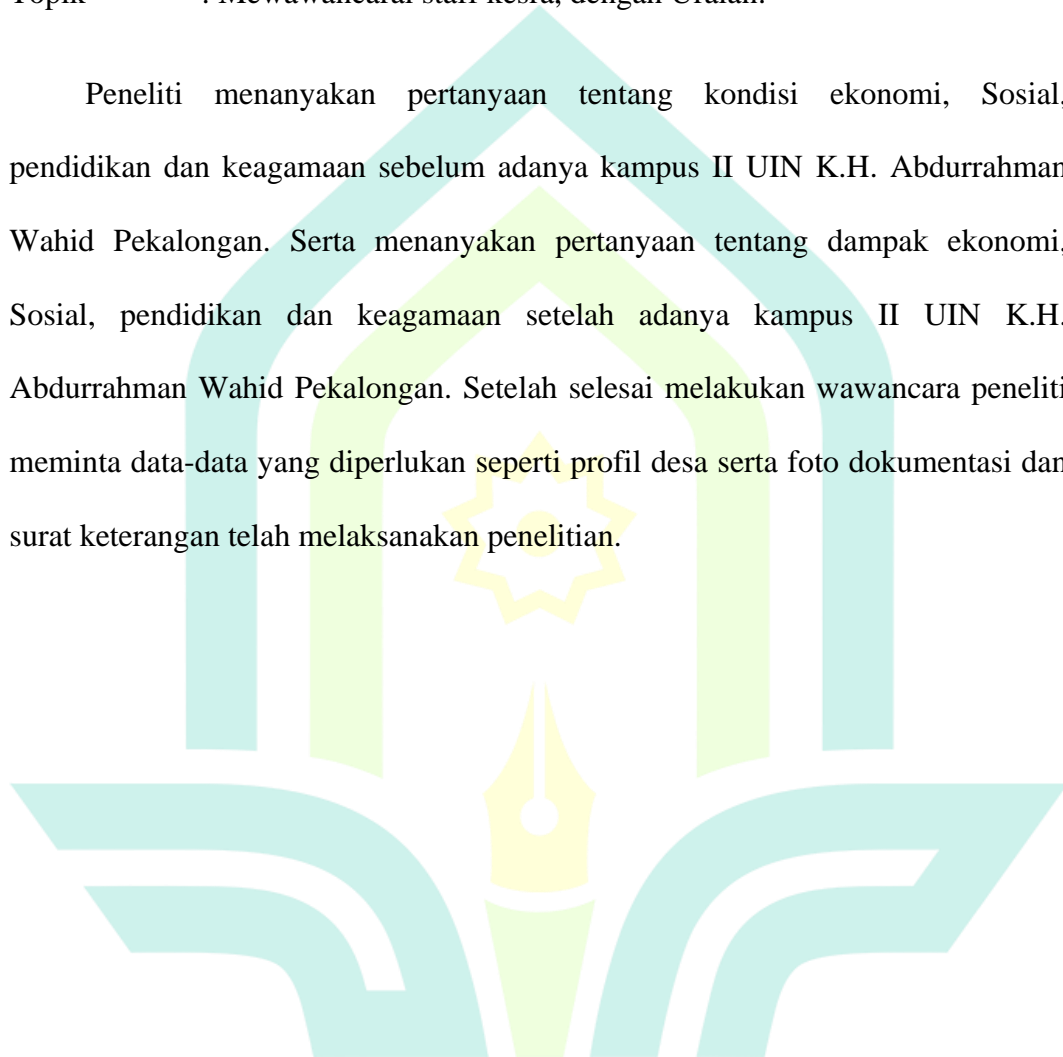 Topik : Mewawancarai staff kesra, dengan Uraian:
Peneliti menanyakan pertanyaan tentang kondisi ekonomi, Sosial,
pendidikan dan keagamaan sebelum adanya kampus II UIN K.H. Abdurrahman
Wahid Pekalongan. Serta menanyakan pertanyaan tentang dampak ekonomi,
Sosial, pendidikan dan keagamaan setelah adanya kampus II UIN K.H.
Abdurrahman Wahid Pekalongan. Setelah selesai melakukan wawancara peneliti
meminta data-data yang diperlukan seperti profil desa serta foto dokumentasi dan
surat keterangan telah melaksanakan penelitian.